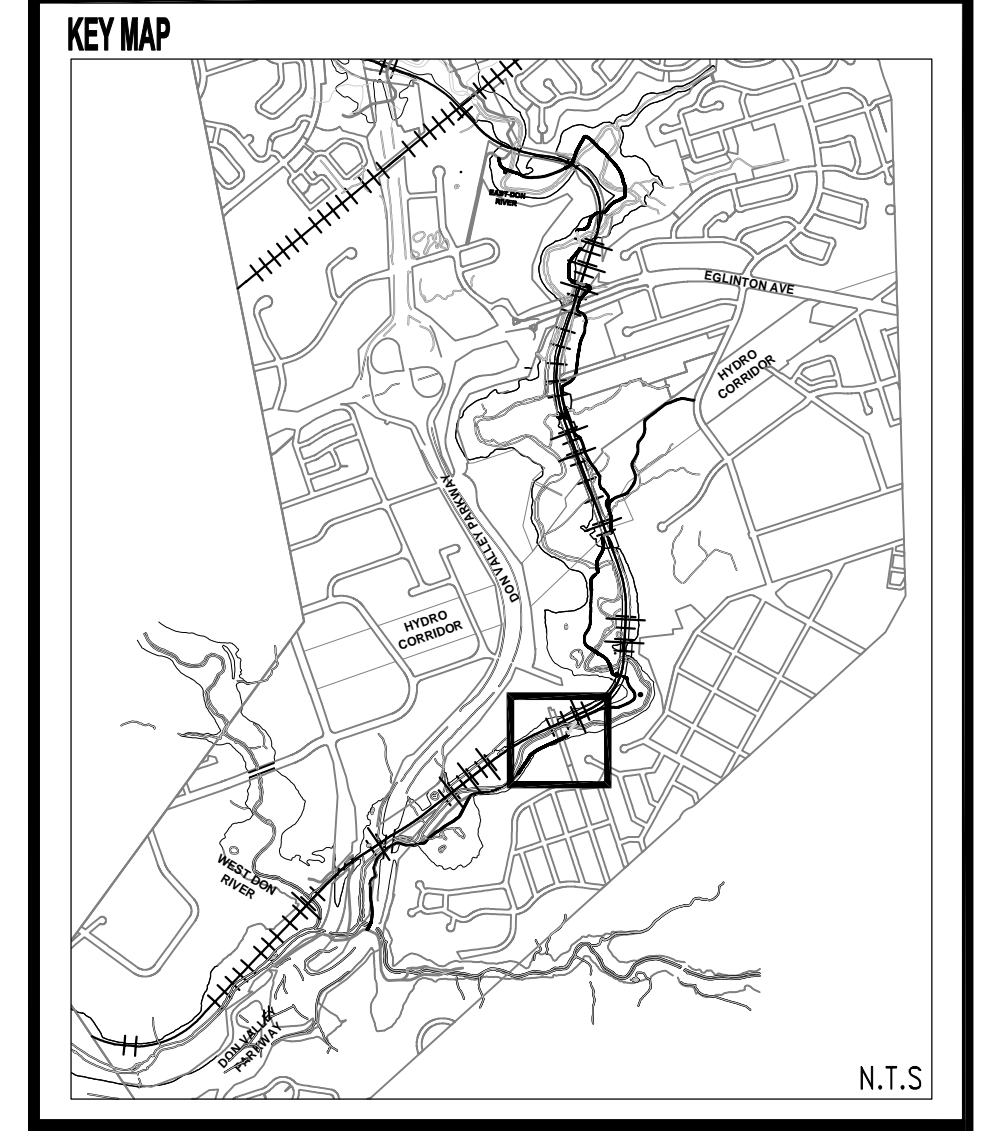 KEY MAP
EAST DON
RIVER
EGLINTON AVE
HYDRO
CORRIDOR
DON VALLEY PARKWAY
HYDRO
CORRIDOR
WEST DON
RIVER
DON VALLEY
PARKWAY
N.T.S